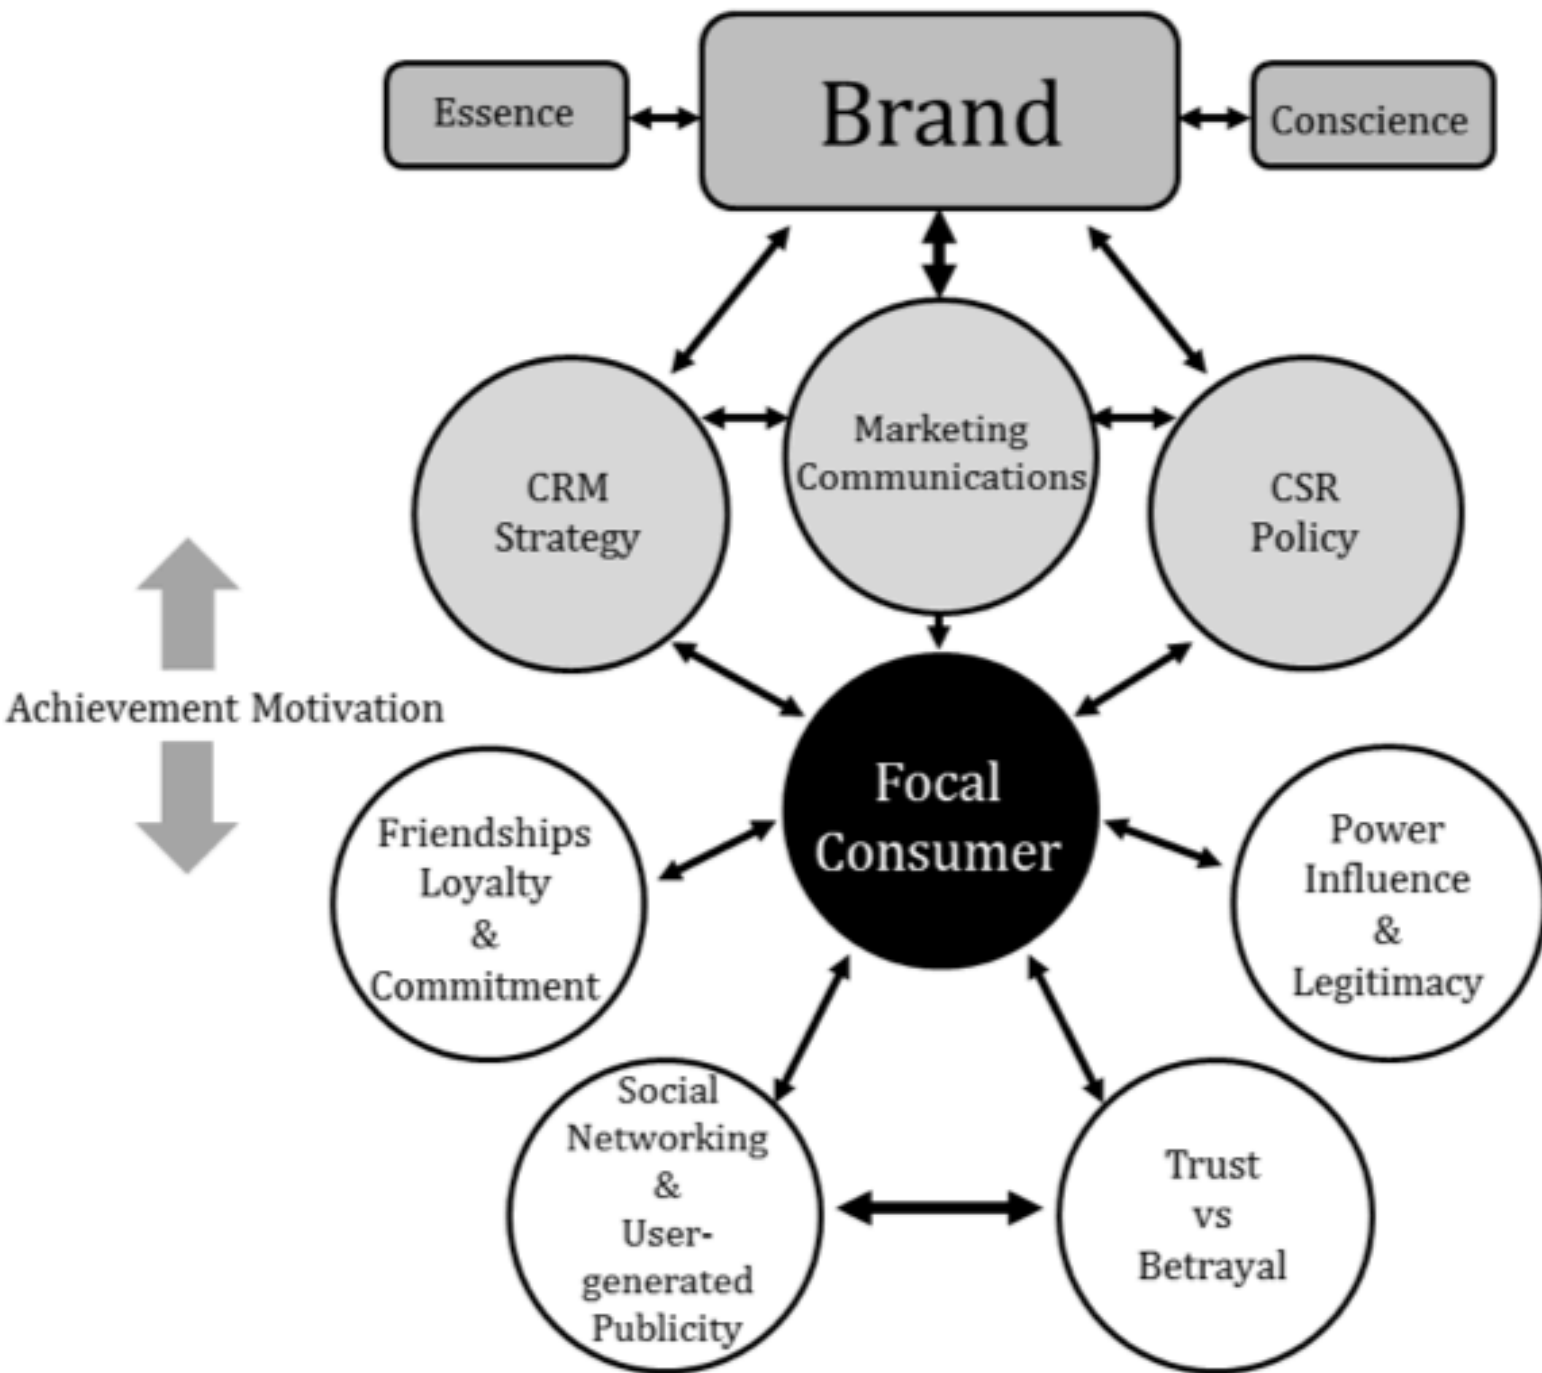 Essence
Brand
Conscience
CRM
Strategy
Marketing
Communications
CSR
Policy
Achievement Motivation
Focal
Consumer
Friendships
Loyalty
&
Commitment
Power
Influence
&
Legitimacy
Social
Networking
&
User-
generated
Publicity
Trust
vs
Betrayal